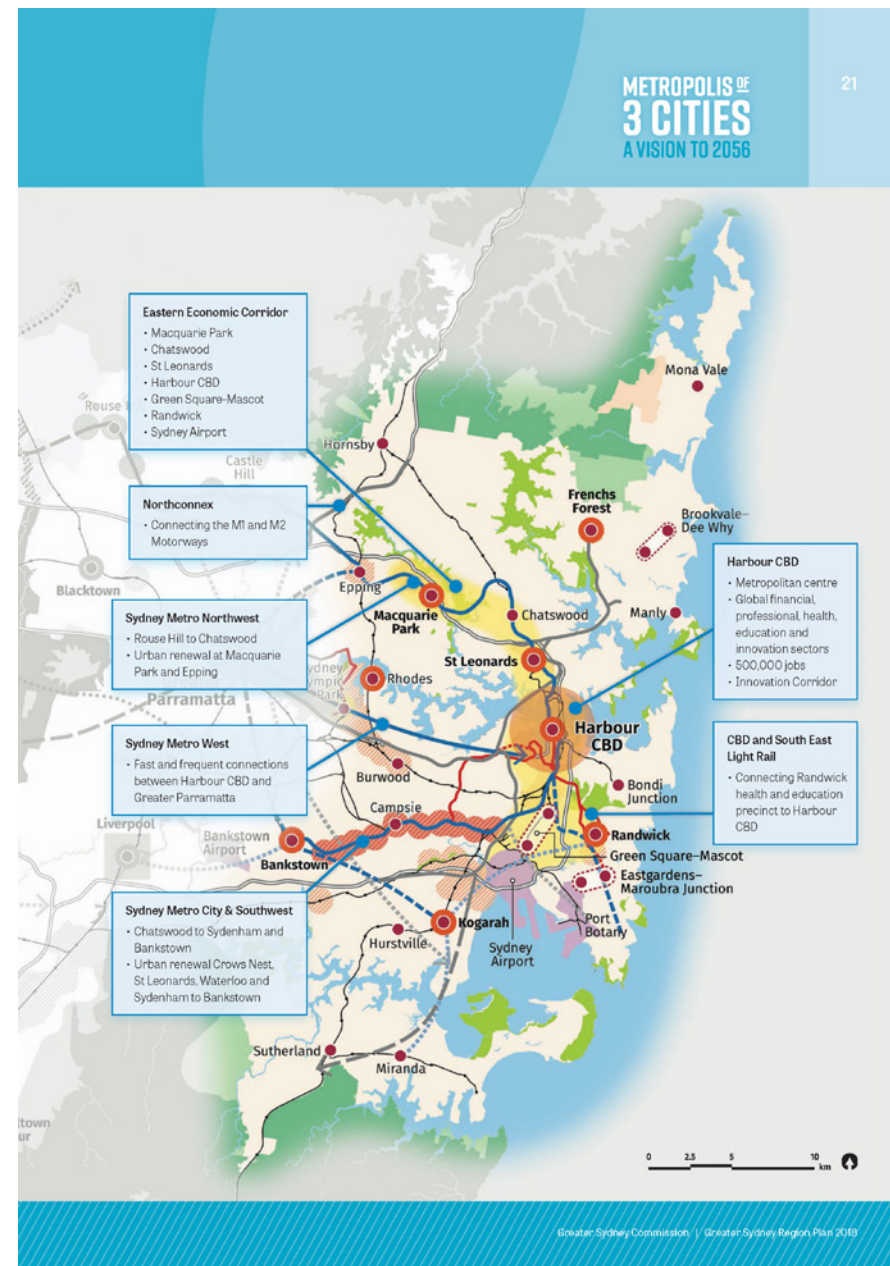 METROPOLIS OF
3 CITIES
A VISION TO 2056
21
Eastern Economic Corridor
• Macquarie Park
• Chatswood
• St Leonards
• Harbour CBD
• Green Square-Mascot
• Randwick
• Sydney Airport
Northconnex
• Connecting the M1 and M2
Motorways
Sydney Metro Northwest
• Rouse Hill to Chatswood
• Urban renewal at Macquarie
Park and Epping
Sydney Metro West
• Fast and frequent connections
between Harbour CBD and
Greater Parramatta
Sydney Metro City & Southwest
• Chatswood to Sydenham and
Bankstown
• Urban renewal Crows Nest,
St Leonards, Waterloo and
Sydenham to Bankstown
Harbour CBD
• Metropolitan centre
• Global financial,
professional, health,
education and
innovation sectors
• 500,000 jobs
• Innovation Corridor
CBD and South East
Light Rail
• Connecting Randwick
health and education
precinct to Harbour
CBD
Mona Vale
Rouse
Hornsby
Castle
Hill
Frenchs
Forest
Brookvale–
Dee Why
Blacktown
Epping
Macquarie
Park
Chatswood
Manly
St Leonards
Rhodes
Park
Parramatta
Harbour
CBD
Burwood
Bondi
Junction
Campsie
Liverpool
Bankstown
Airport
Bankstown
Randwick
Green Square–Mascot
Eastgardens–
Maroubra Junction
Kogarah
Port
Botany
Hurstville
Sydney
Airport
Sutherland
Miranda
0 2.5 5 10
km
Greater Sydney Commission | Greater Sydney Region Plan 2018